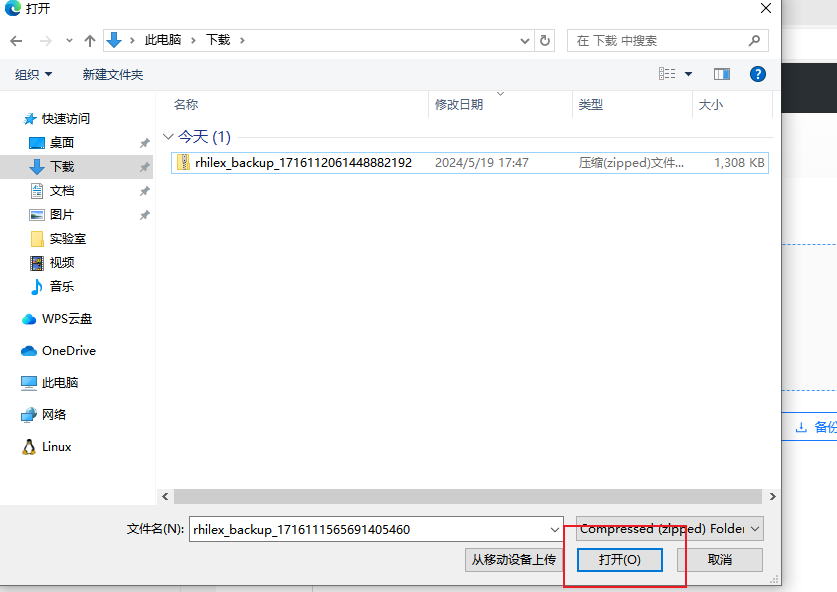 打开
此电脑 下载
在 下载 中搜索
组织 新建文件夹
名称 修改日期 类型 大小
快速访问
今天 (1)
桌面
下载
rhilex_backup_1716112061448882192 2024/5/19 17:47 压缩(zipped)文件... 1,308 KB
文档
图片
实验室
视频
音乐
WPS云盘
OneDrive
此电脑
网络
Linux
备份
文件名(N): rhilex_backup_1716111565691405460 Compressed (zipped) Folder
从移动设备上传 打开(O) 取消